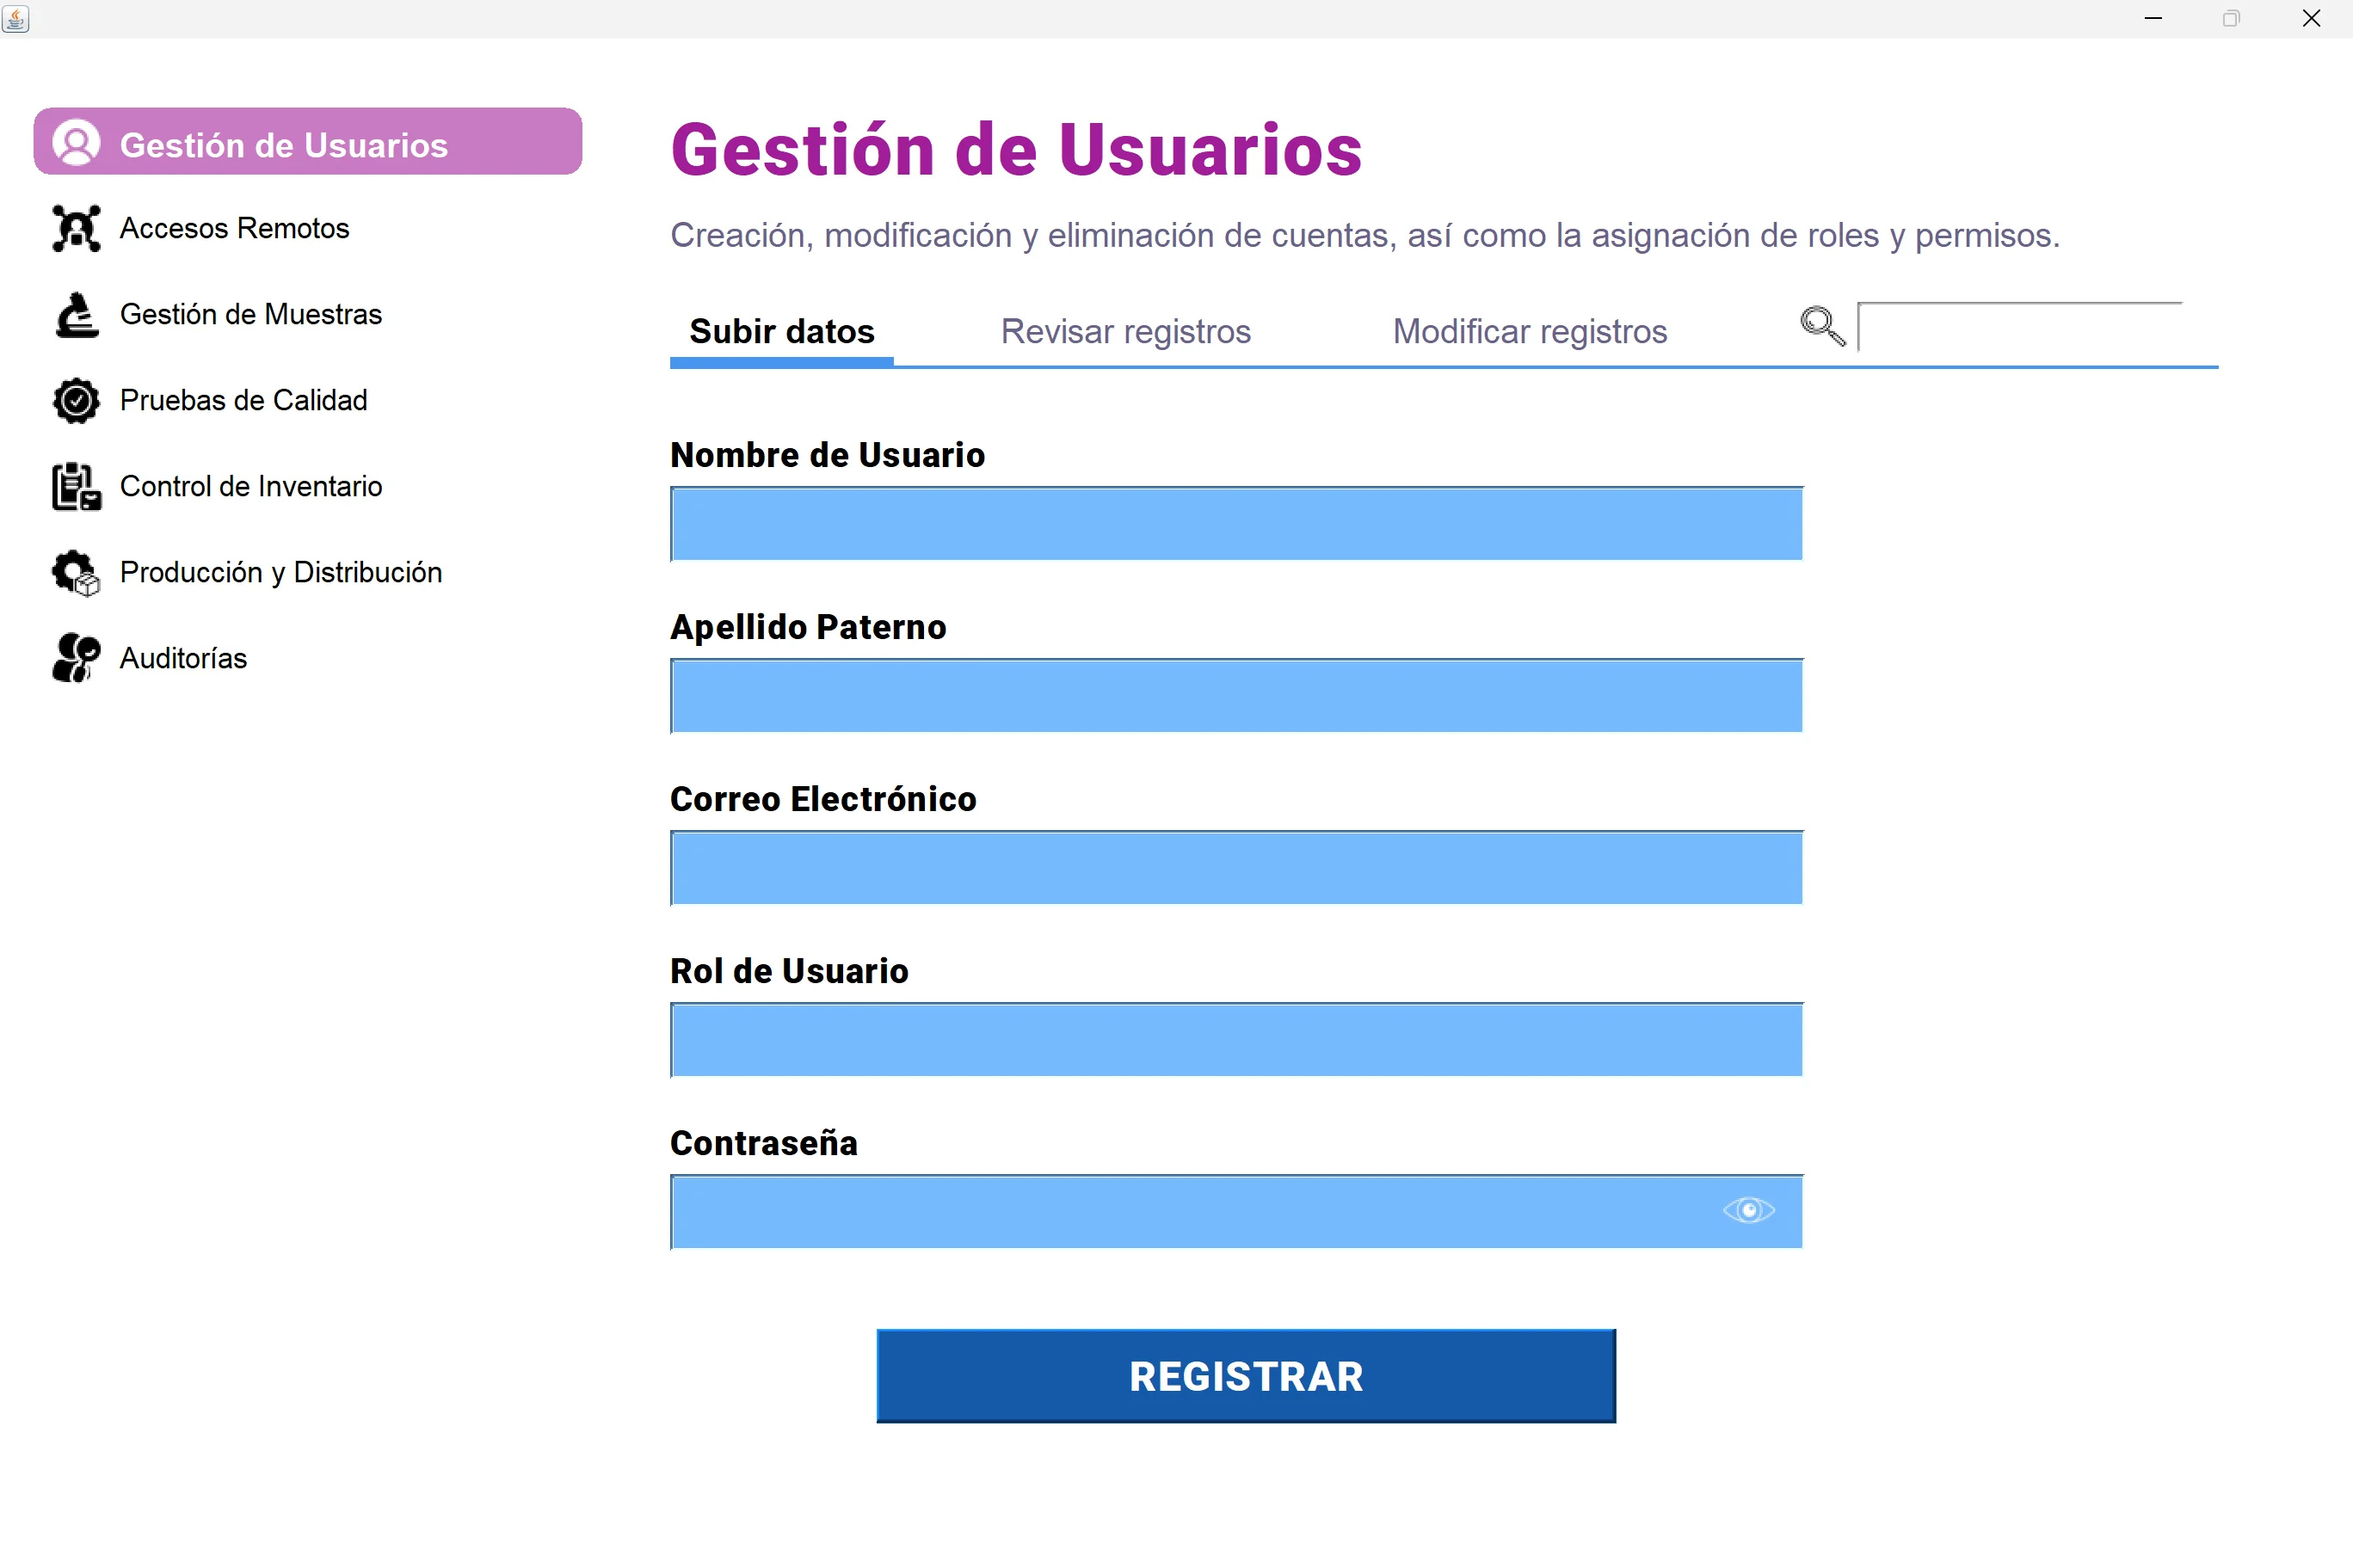 Gestión de Usuarios
Accesos Remotos
Gestión de Muestras
Pruebas de Calidad
Control de Inventario
Producción y Distribución
Auditorías
Gestión de Usuarios
Creación, modificación y eliminación de cuentas, así como la asignación de roles y permisos.
Subir datos Revisar registros Modificar registros
Nombre de Usuario
Apellido Paterno
Correo Electrónico
Rol de Usuario
Contraseña
REGISTRAR